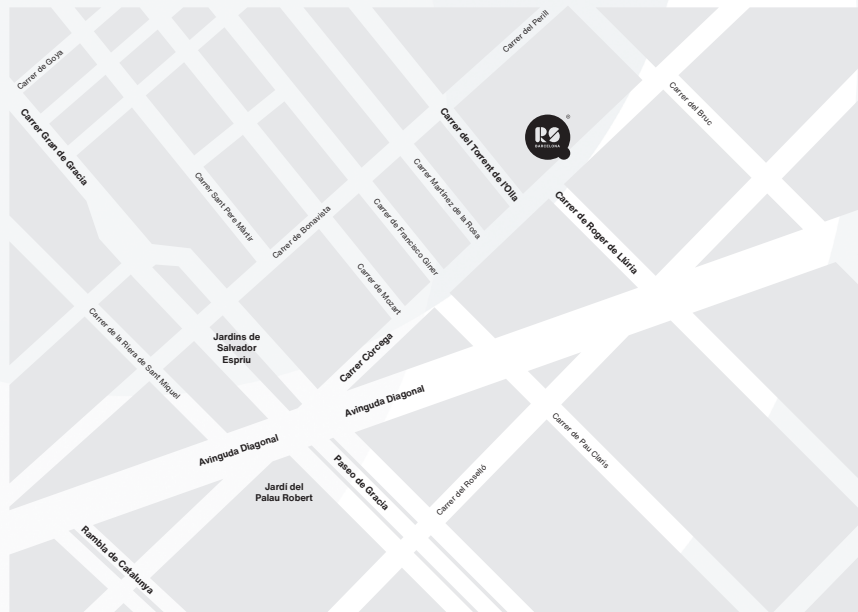 Carrer del Perill
Carrer de Goya
Carrer Gran de Gracia
Carrer del Bruc
Carrer del Torrent de l'Olla
RS
BARCELONA
®
Carrer Martínez de la Rosa
Carrer Sant Pere Màrtir
Carrer de Roger de Llúria
Carrer de Francisco Giner
Carrer de Bonavista
Carrer de Mozart
Carrer de la Riera de Sant Miquel
Jardins de
Salvador
Espriu
Carrer Còrcega
Avinguda Diagonal
Avinguda Diagonal
Carrer de Pau Claris
Paseo de Gracia
Carrer del Roselló
Jardí del
Palau Robert
Rambla de Catalunya